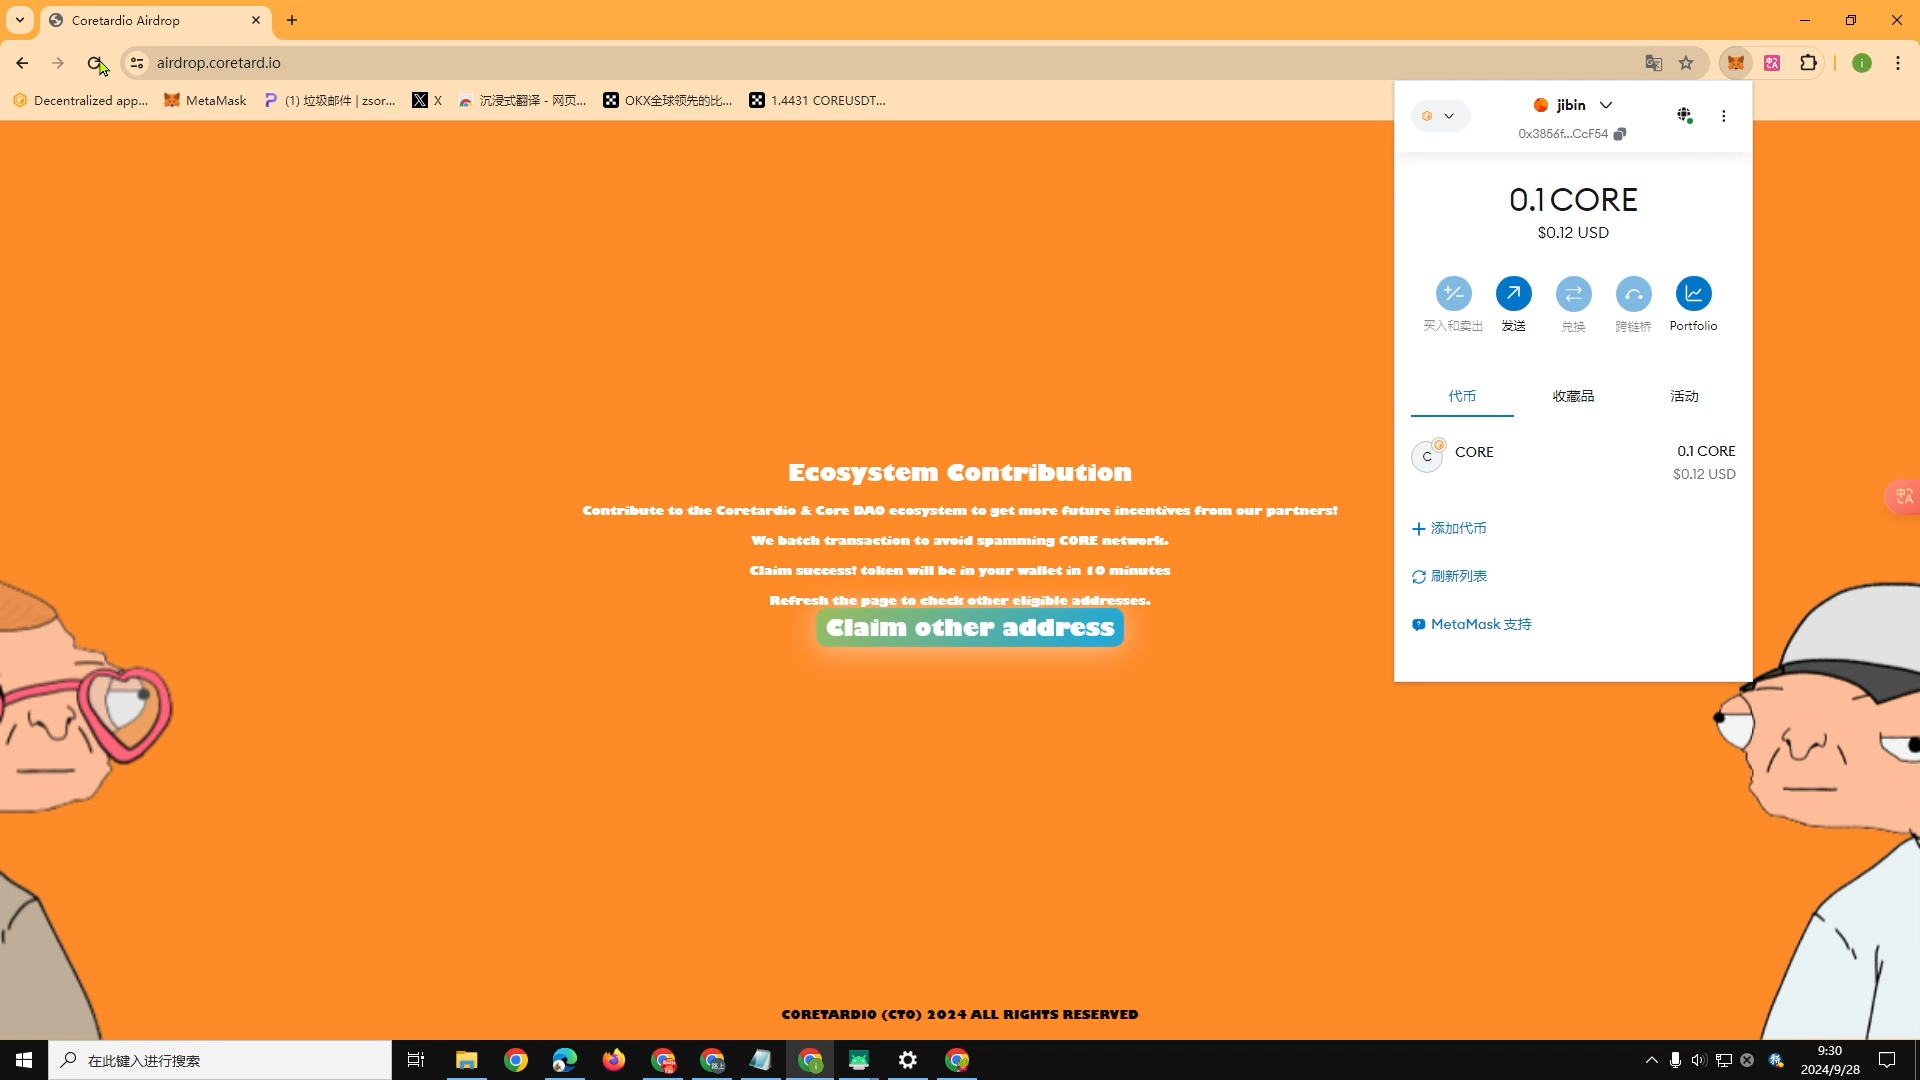 Coretardio Airdrop
airdrop.coretard.io
Decentralized app...
MetaMask
(1) 垃圾邮件 | zsor...
X
沉浸式翻译 - 网页...
OKX全球领先的比...
1.4431 COREUSDT...
jibin
0x3856f...CcF54
0.1 CORE
$0.12 USD
买入和卖出
发送
兑换
跨链桥
Portfolio
代币
收藏品
活动
C
CORE
0.1 CORE
$0.12 USD
添加代币
刷新列表
MetaMask 支持
Ecosystem Contribution
Contribute to the Coretardio & Core DAO ecosystem to get more future incentives from our partners!
We batch transaction to avoid spamming CORE network.
Claim success! token will be in your wallet in 10 minutes
Refresh the page to check other eligible addresses.
Claim other address
CORETARDIO (CTO) 2024 ALL RIGHTS RESERVED
在此键入进行搜索
9:30
2024/9/28